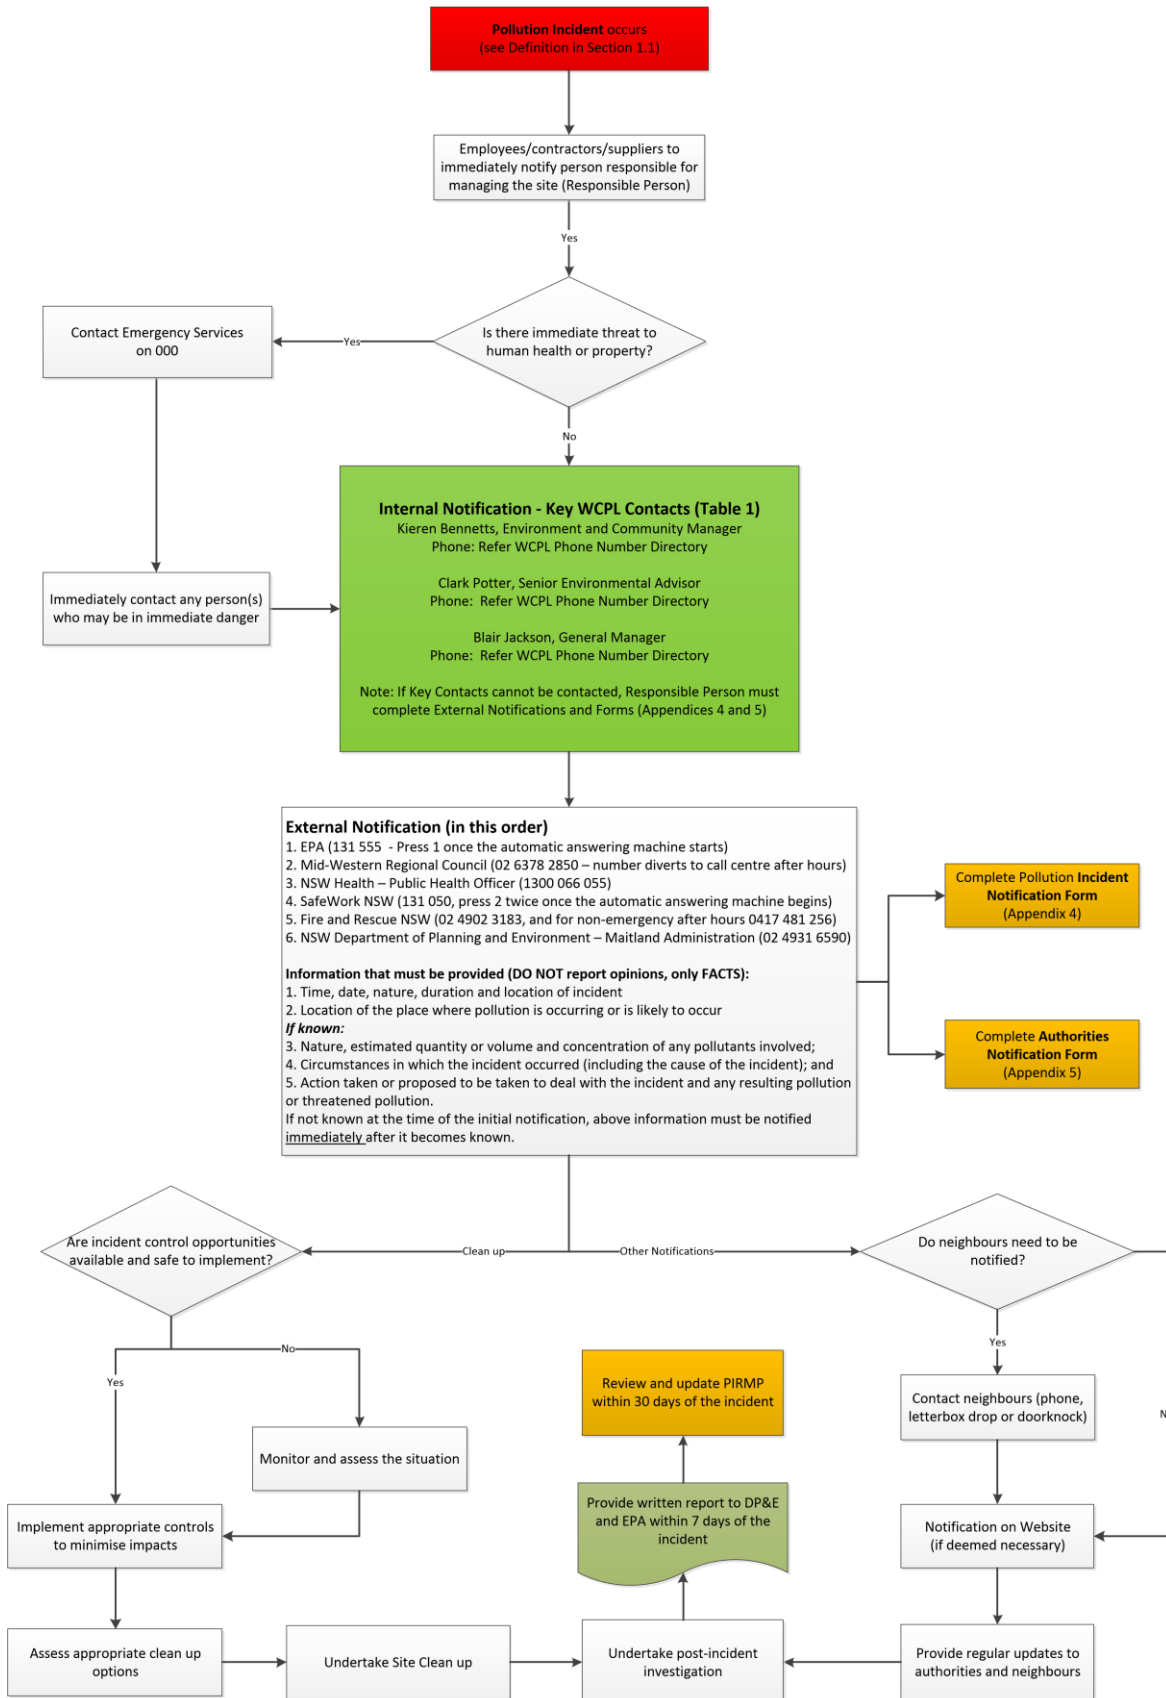 Pollution Incident occurs
(see Definition in Section 1.1)
Employees/contractors/suppliers to
immediately notify person responsible for
managing the site (Responsible Person)
Yes
Is there immediate threat to
human health or property?
Yes
Contact Emergency Services
on 000
No
Immediately contact any person(s)
who may be in immediate danger
Internal Notification - Key WCPL Contacts (Table 1)
Kieren Bennetts, Environment and Community Manager
Phone: Refer WCPL Phone Number Directory
Clark Potter, Senior Environmental Advisor
Phone:  Refer WCPL Phone Number Directory
Blair Jackson, General Manager
Phone:  Refer WCPL Phone Number Directory
Note: If Key Contacts cannot be contacted, Responsible Person must
complete External Notifications and Forms (Appendices 4 and 5)
External Notification (in this order)
1. EPA (131 555  - Press 1 once the automatic answering machine starts)
2. Mid-Western Regional Council (02 6378 2850 – number diverts to call centre after hours)
3. NSW Health – Public Health Officer (1300 066 055)
4. SafeWork NSW (131 050, press 2 twice once the automatic answering machine begins)
5. Fire and Rescue NSW (02 4902 3183, and for non-emergency after hours 0417 481 256)
6. NSW Department of Planning and Environment – Maitland Administration (02 4931 6590)
Information that must be provided (DO NOT report opinions, only FACTS):
1. Time, date, nature, duration and location of incident
2. Location of the place where pollution is occurring or is likely to occur
If known:
3. Nature, estimated quantity or volume and concentration of any pollutants involved;
4. Circumstances in which the incident occurred (including the cause of the incident); and
5. Action taken or proposed to be taken to deal with the incident and any resulting pollution
or threatened pollution.
If not known at the time of the initial notification, above information must be notified
immediately after it becomes known.
Complete Pollution Incident
Notification Form
(Appendix 4)
Complete Authorities
Notification Form
(Appendix 5)
Are incident control opportunities
available and safe to implement?
Clean up
Other Notifications
Do neighbours need to be
notified?
No
Yes
Yes
Review and update PIRMP
within 30 days of the incident
Contact neighbours (phone,
letterbox drop or doorknock)
N
Monitor and assess the situation
Provide written report to DP&E
and EPA within 7 days of the
incident
Implement appropriate controls
to minimise impacts
Notification on Website
(if deemed necessary)
Assess appropriate clean up
options
Undertake Site Clean up
Undertake post-incident
investigation
Provide regular updates to
authorities and neighbours